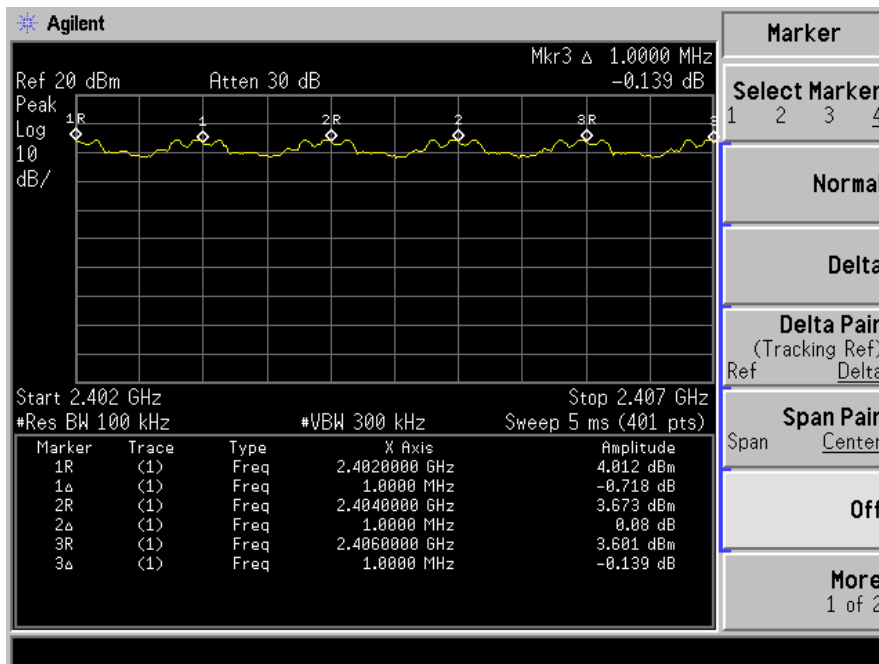 Agilent
Marker
Mkr3 Δ 1.0000 MHz
Ref 20 dBm Atten 30 dB -0.139 dB
Peak
Log
10
dB/
1R 1 2R 2 3R 3
Start 2.402 GHz Stop 2.407 GHz
#Res BW 100 kHz #VBW 300 kHz Sweep 5 ms (401 pts)
Marker Trace Type X Axis Amplitude
1R (1) Freq 2.4020000 GHz 4.012 dBm
1Δ (1) Freq 1.0000 MHz -0.718 dB
2R (1) Freq 2.4040000 GHz 3.673 dBm
2Δ (1) Freq 1.0000 MHz 0.08 dB
3R (1) Freq 2.4060000 GHz 3.601 dBm
3Δ (1) Freq 1.0000 MHz -0.139 dB
Select Marker
1 2 3 4
Normal
Delta
Delta Pair
(Tracking Ref)
Ref Delta
Span Pair
Span Center
Off
More
1 of 2